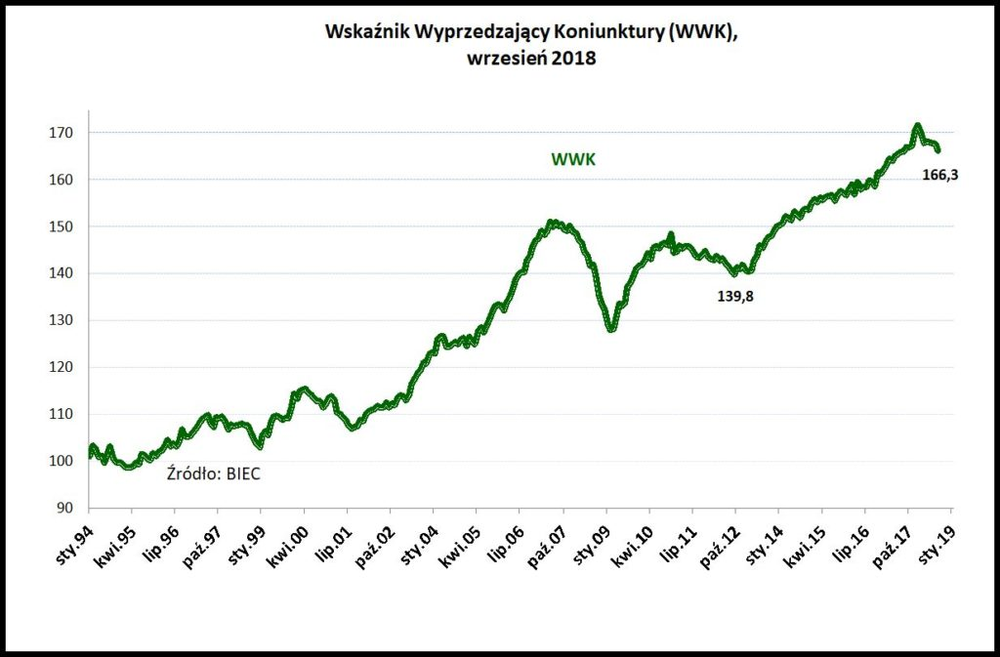 Wskaźnik Wyprzedzający Koniunktury (WWK),
wrzesień 2018
170
160
150
140
130
120
110
100
90
WWK
166,3
139,8
Źródło: BIEC
sty.94
kwi.95
lip.96
paź.97
sty.99
kwi.00
lip.01
paź.02
sty.04
kwi.05
lip.06
paź.07
sty.09
kwi.10
lip.11
paź.12
sty.14
kwi.15
lip.16
paź.17
sty.19